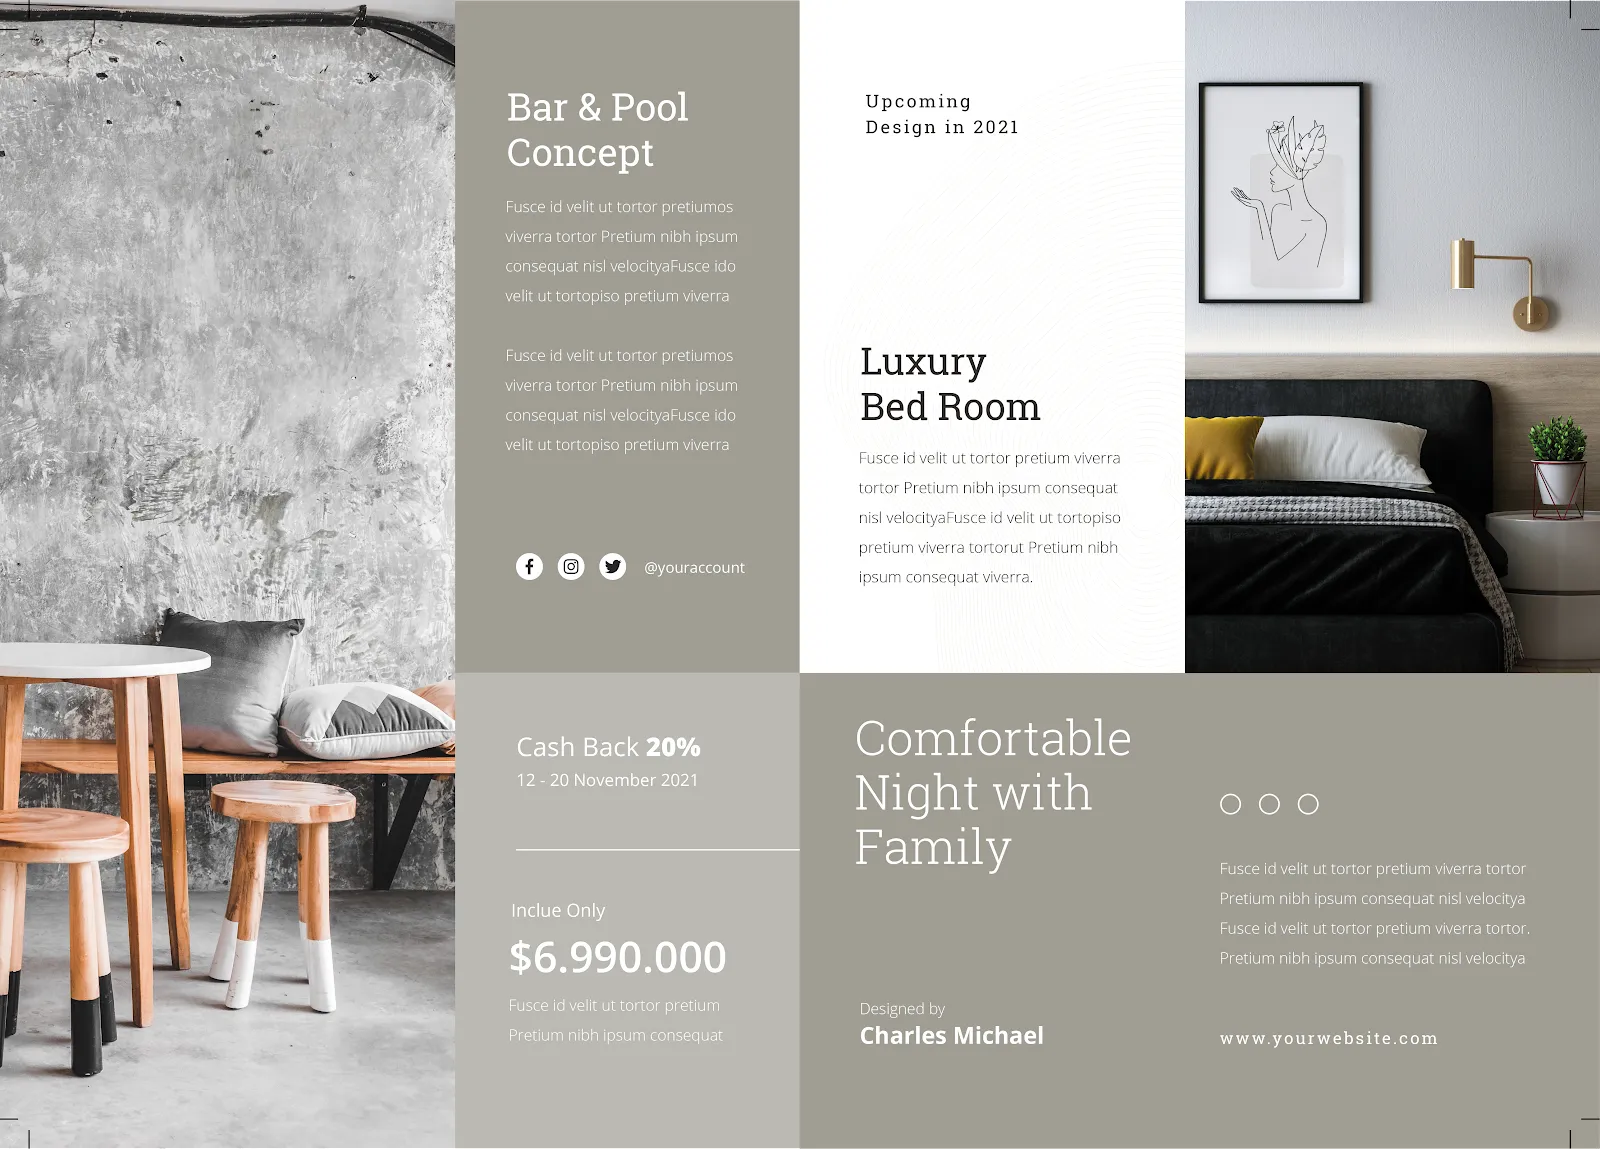 Bar & Pool
Concept
Fusce id velit ut tortor pretiumos
viverra tortor Pretium nibh ipsum
consequat nisl velocityaFusce ido
velit ut tortopiso pretium viverra
Fusce id velit ut tortor pretiumos
viverra tortor Pretium nibh ipsum
consequat nisl velocityaFusce ido
velit ut tortopiso pretium viverra
@youraccount
Cash Back 20%
12 - 20 November 2021
Inclue Only
$6.990.000
Fusce id velit ut tortor pretium
Pretium nibh ipsum consequat
Upcoming
Design in 2021
Luxury
Bed Room
Fusce id velit ut tortor pretium viverra
tortor Pretium nibh ipsum consequat
nisl velocityaFusce id velit ut tortopiso
pretium viverra tortorut Pretium nibh
ipsum consequat viverra.
Comfortable
Night with
Family
Designed by
Charles Michael
Fusce id velit ut tortor pretium viverra tortor
Pretium nibh ipsum consequat nisl velocitya
Fusce id velit ut tortor pretium viverra tortor.
Pretium nibh ipsum consequat nisl velocitya
www.yourwebsite.com